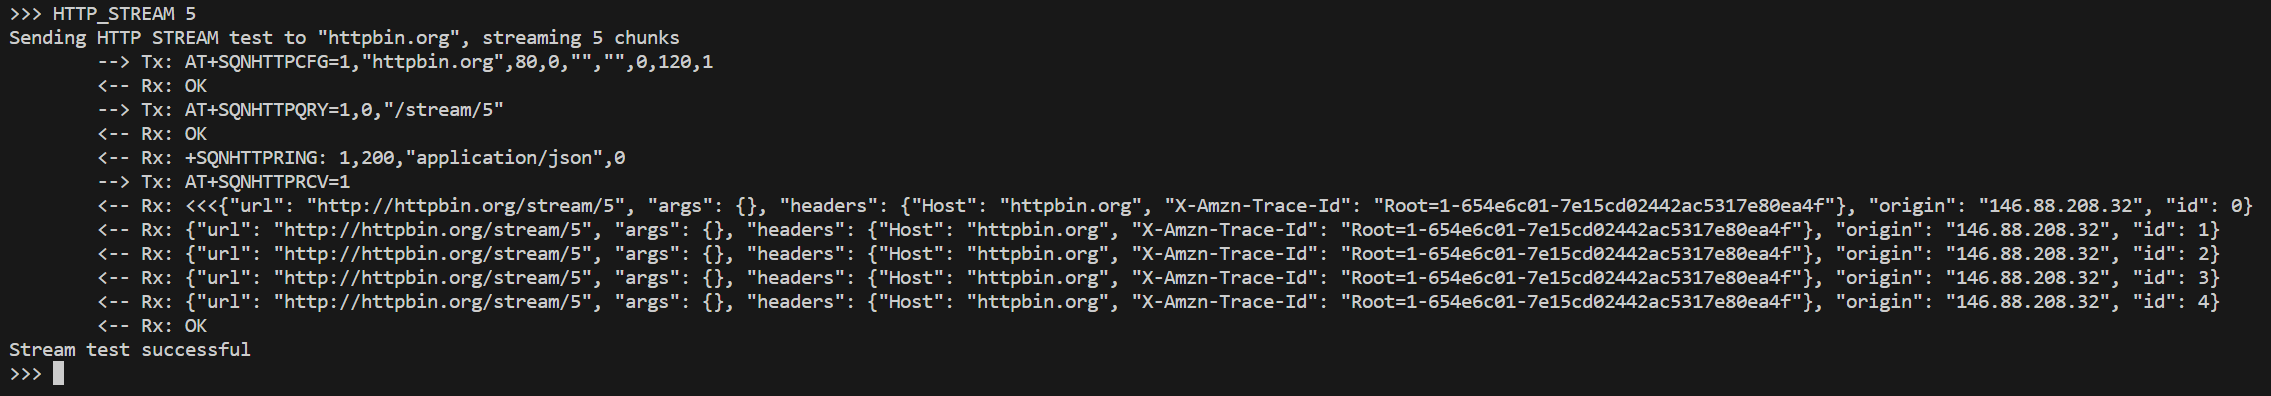 >>> HTTP_STREAM 5
Sending HTTP STREAM test to "httpbin.org", streaming 5 chunks
        --> Tx: AT+SQNHTTPCFG=1,"httpbin.org",80,0,"","",0,120,1
        <-- Rx: OK
        --> Tx: AT+SQNHTTPQRY=1,0,"/stream/5"
        <-- Rx: OK
        <-- Rx: +SQNHTTPRING: 1,200,"application/json",0
        --> Tx: AT+SQNHTTPRCV=1
        <-- Rx: <<<{"url": "http://httpbin.org/stream/5", "args": {}, "headers": {"Host": "httpbin.org", "X-Amzn-Trace-Id": "Root=1-654e6c01-7e15cd02442ac5317e80ea4f"}, "origin": "146.88.208.32", "id": 0}
        <-- Rx: {"url": "http://httpbin.org/stream/5", "args": {}, "headers": {"Host": "httpbin.org", "X-Amzn-Trace-Id": "Root=1-654e6c01-7e15cd02442ac5317e80ea4f"}, "origin": "146.88.208.32", "id": 1}
        <-- Rx: {"url": "http://httpbin.org/stream/5", "args": {}, "headers": {"Host": "httpbin.org", "X-Amzn-Trace-Id": "Root=1-654e6c01-7e15cd02442ac5317e80ea4f"}, "origin": "146.88.208.32", "id": 2}
        <-- Rx: {"url": "http://httpbin.org/stream/5", "args": {}, "headers": {"Host": "httpbin.org", "X-Amzn-Trace-Id": "Root=1-654e6c01-7e15cd02442ac5317e80ea4f"}, "origin": "146.88.208.32", "id": 3}
        <-- Rx: {"url": "http://httpbin.org/stream/5", "args": {}, "headers": {"Host": "httpbin.org", "X-Amzn-Trace-Id": "Root=1-654e6c01-7e15cd02442ac5317e80ea4f"}, "origin": "146.88.208.32", "id": 4}
        <-- Rx: OK
Stream test successful
>>>